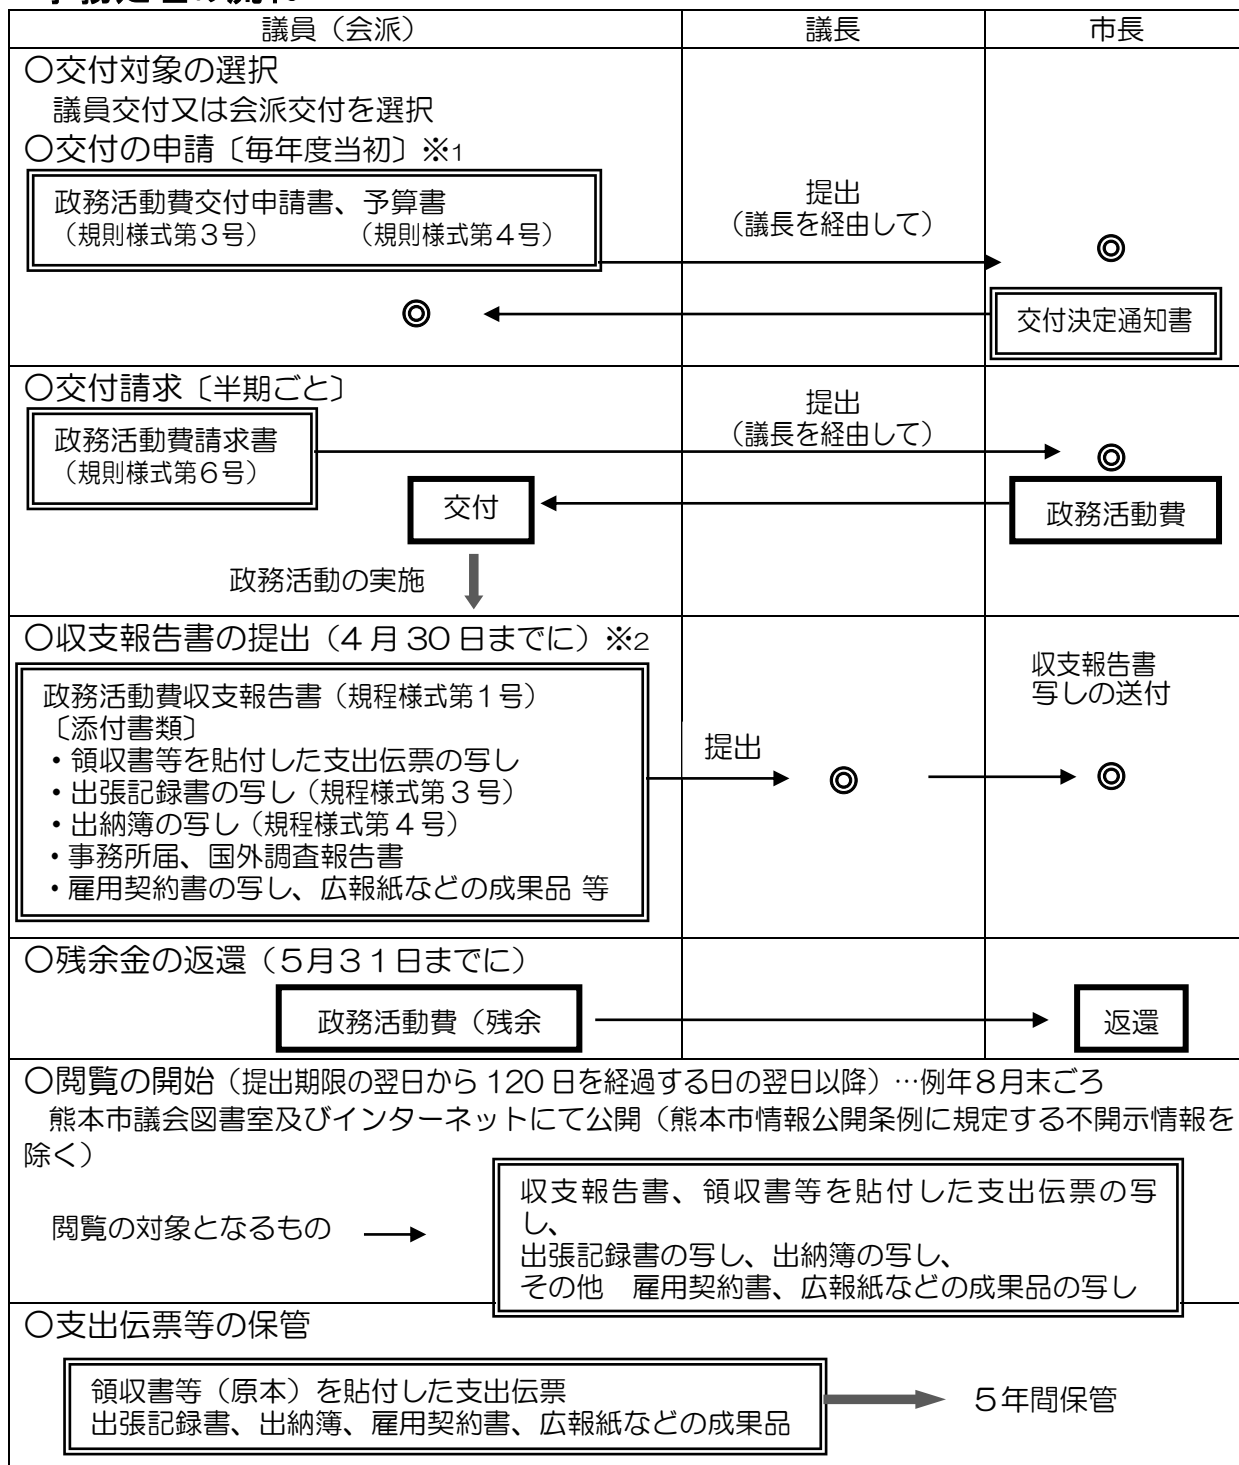 議員（会派）
議長
市長
〇交付対象の選択
議員交付又は会派交付を選択
〇交付の申請〔毎年度当初〕※1
政務活動費交付申請書、予算書
（規則様式第３号）　（規則様式第４号）
提出
（議長を経由して）
◎
◎
交付決定通知書
〇交付請求〔半期ごと〕
政務活動費請求書
（規則様式第６号）
提出
（議長を経由して）
◎
交付
政務活動費
政務活動の実施
〇収支報告書の提出（４月30日までに）※2
政務活動費収支報告書（規程様式第１号）
〔添付書類〕
・領収書等を貼付した支出伝票の写し
・出張記録書の写し（規程様式第３号）
・出納簿の写し（規程様式第４号）
・事務所届、国外調査報告書
・雇用契約書の写し、広報紙などの成果品 等
提出
◎
収支報告書
写しの送付
◎
〇残余金の返還（５月３１日までに）
政務活動費（残余
返還
〇閲覧の開始（提出期限の翌日から120日を経過する日の翌日以降）…例年８月末ごろ
熊本市議会図書室及びインターネットにて公開（熊本市情報公開条例に規定する不開示情報を
除く）
閲覧の対象となるもの
収支報告書、領収書等を貼付した支出伝票の写
し、
出張記録書の写し、出納簿の写し、
その他　雇用契約書、広報紙などの成果品の写し
〇支出伝票等の保管
領収書等（原本）を貼付した支出伝票
出張記録書、出納簿、雇用契約書、広報紙などの成果品
５年間保管